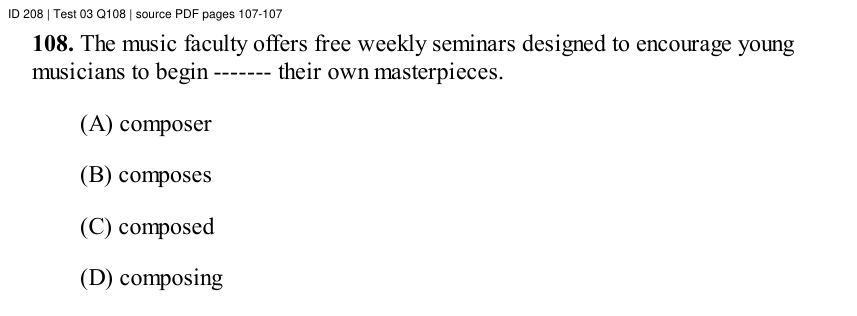 ID 208 | Test 03 Q108 | source PDF pages 107-107
108. The music faculty offers free weekly seminars designed to encourage young
musicians to begin ------- their own masterpieces.
(A) composer
(B) composes
(C) composed
(D) composing